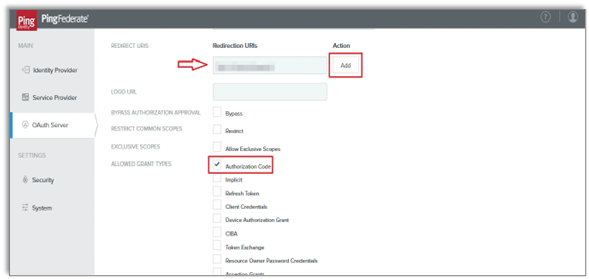 Ping
Identity
PingFederate®
MAIN
Identity Provider
Service Provider
OAuth Server
SETTINGS
Security
System
REDIRECT URIS
Redirection URIs
Action
Add
LOGO URL
BYPASS AUTHORIZATION APPROVAL
Bypass
RESTRICT COMMON SCOPES
Restrict
EXCLUSIVE SCOPES
Allow Exclusive Scopes
ALLOWED GRANT TYPES
Authorization Code
Implicit
Refresh Token
Client Credentials
Device Authorization Grant
CIBA
Token Exchange
Resource Owner Password Credentials
Assertion Grants